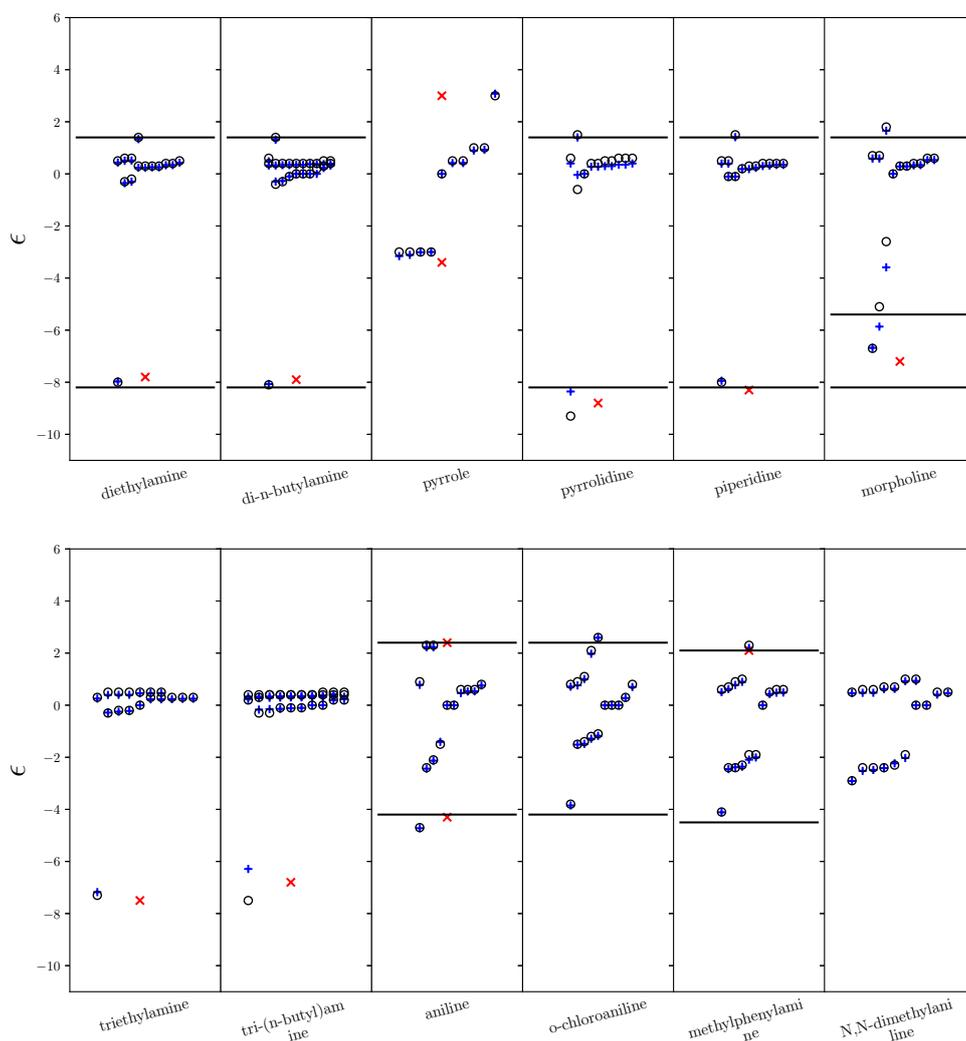 6
4
2
0
−2
−4
−6
−8
−10
ϵ
diethylamine
di-n-butylamine
pyrrole
pyrrolidine
piperidine
morpholine
6
4
2
0
−2
−4
−6
−8
−10
ϵ
triethylamine
tri-(n-butyl)am
ine
aniline
o-chloroaniline
methylphenylami
ne
N,N-dimethylani
line